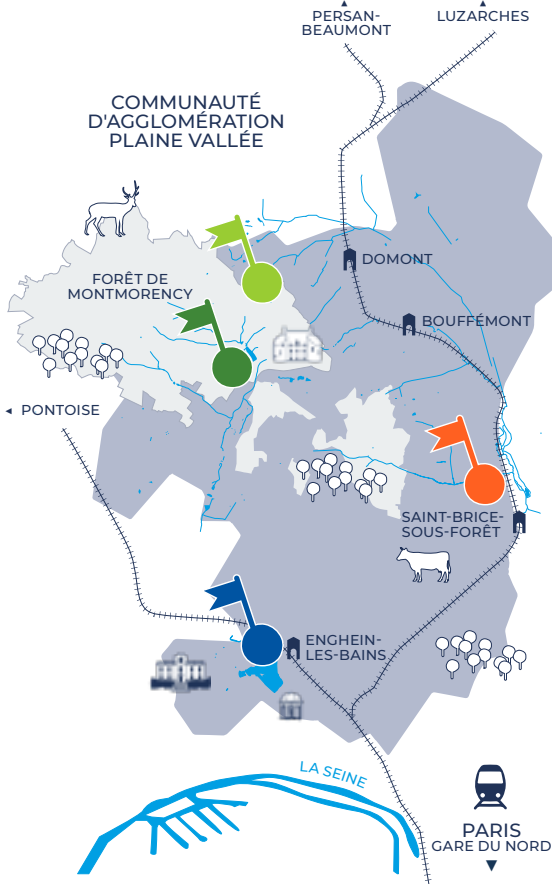 PERSAN-
BEAUMONT
LUZARCHES
COMMUNAUTÉ
D'AGGLOMÉRATION
PLAINE VALLÉE
DOMONT
FORÊT DE
MONTMORENCY
BOUFFÉMONT
PONTOISE
SAINT-BRICE-
SOUS-FORÊT
ENGHEIN-
LES-BAINS
LA SEINE
PARIS
GARE DU NORD